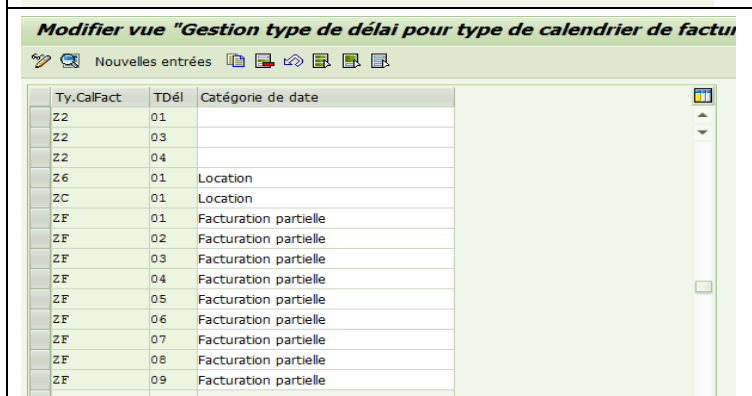 Modifier vue "Gestion type de délai pour type de calendrier de factur
Nouvelles entrées
Ty.CalFact TDél Catégorie de date
Z2 01
Z2 03
Z2 04
Z6 01 Location
ZC 01 Location
ZF 01 Facturation partielle
ZF 02 Facturation partielle
ZF 03 Facturation partielle
ZF 04 Facturation partielle
ZF 05 Facturation partielle
ZF 06 Facturation partielle
ZF 07 Facturation partielle
ZF 08 Facturation partielle
ZF 09 Facturation partielle